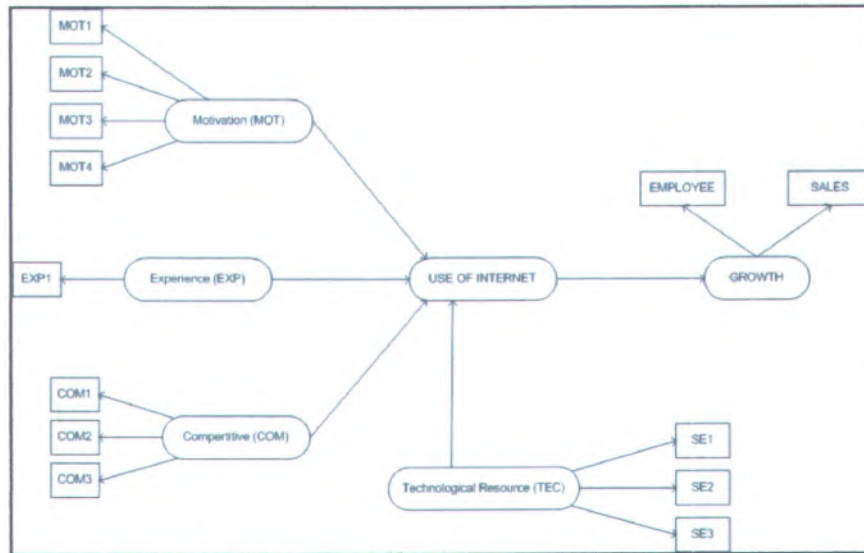 MOT1
MOT2
MOT3
MOT4
Motivation (MOT)
EMPLOYEE
SALES
EXP1
Experience (EXP)
USE OF INTERNET
GROWTH
COM1
COM2
COM3
Compertitive (COM)
Technological Resource (TEC)
SE1
SE2
SE3